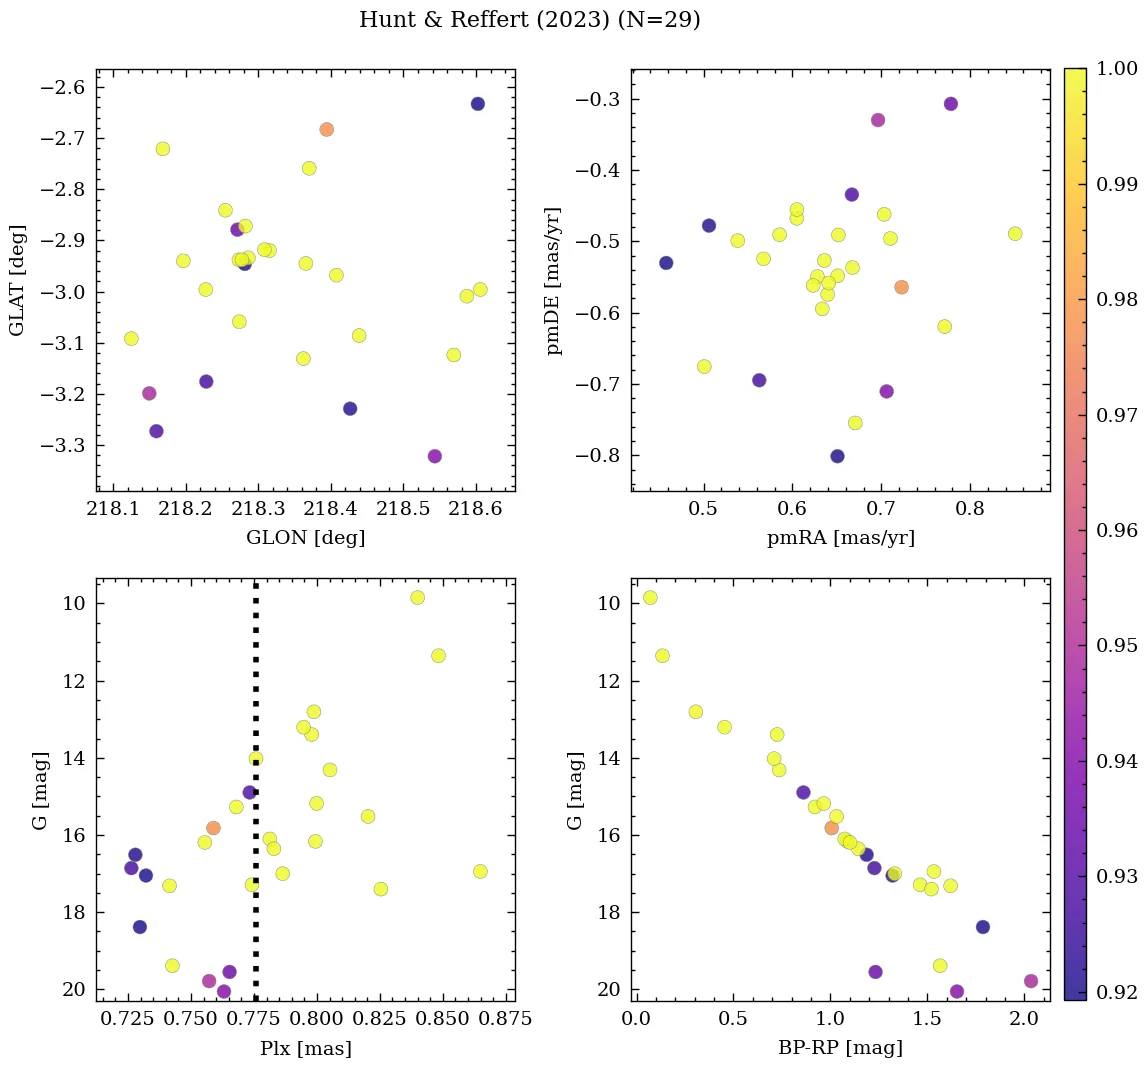 Hunt & Reffert (2023) (N=29)
−2.6
−2.7
−2.8
−2.9
−3.0
−3.1
−3.2
−3.3
GLAT [deg]
218.1 218.2 218.3 218.4 218.5 218.6
GLON [deg]
−0.3
−0.4
−0.5
−0.6
−0.7
−0.8
pmDE [mas/yr]
0.5 0.6 0.7 0.8
pmRA [mas/yr]
10
12
14
16
18
20
G [mag]
0.725 0.750 0.775 0.800 0.825 0.850 0.875
Plx [mas]
10
12
14
16
18
20
G [mag]
0.0 0.5 1.0 1.5 2.0
BP-RP [mag]
1.00
0.99
0.98
0.97
0.96
0.95
0.94
0.93
0.92